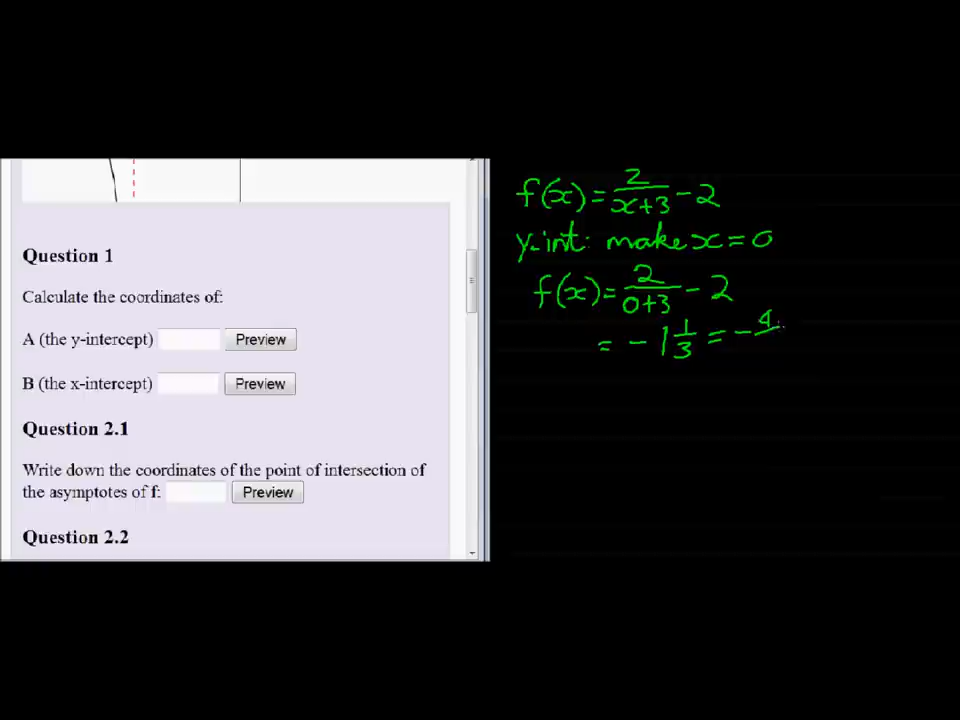 Question 1
Calculate the coordinates of:
A (the y-intercept) Preview
B (the x-intercept) Preview
Question 2.1
Write down the coordinates of the point of intersection of
the asymptotes of f: Preview
Question 2.2
f(x) = 2/(x+3) - 2
y-int: make x = 0
f(x) = 2/(0+3) - 2
= - 1 1/3 = - 4